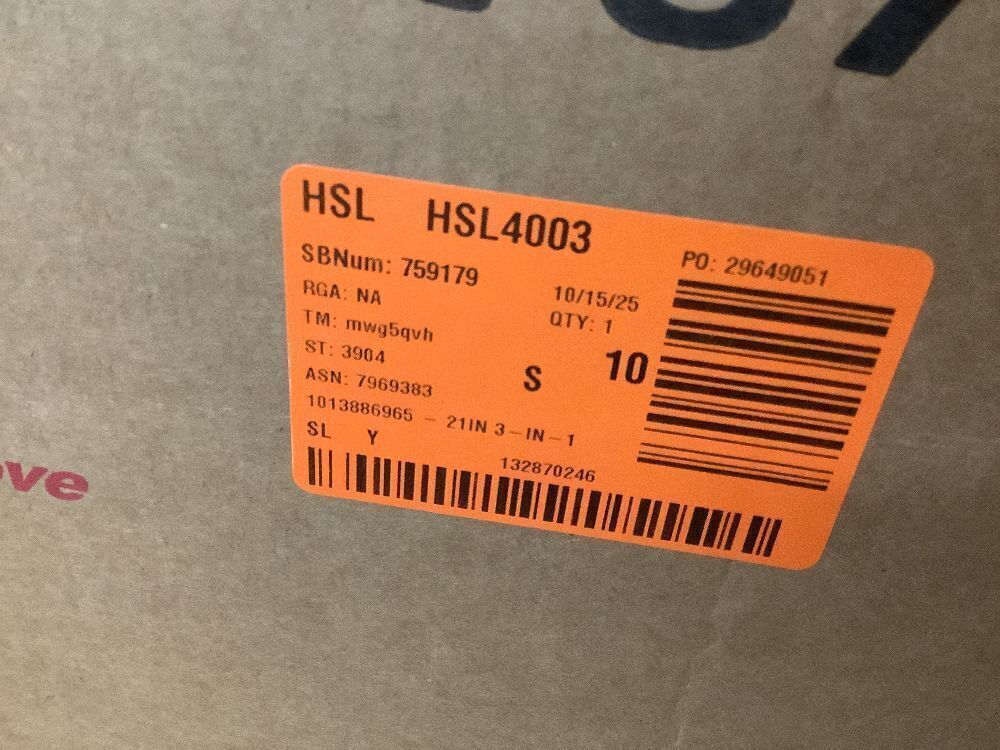 HSL HSL4003
SBNum: 759179
PO: 29649051
RGA: NA
10/15/25
TM: mwg5qvh
QTY: 1
ST: 3904
S 10
ASN: 7969383
1013886965 - 21IN 3-IN-1
SL Y
132870246